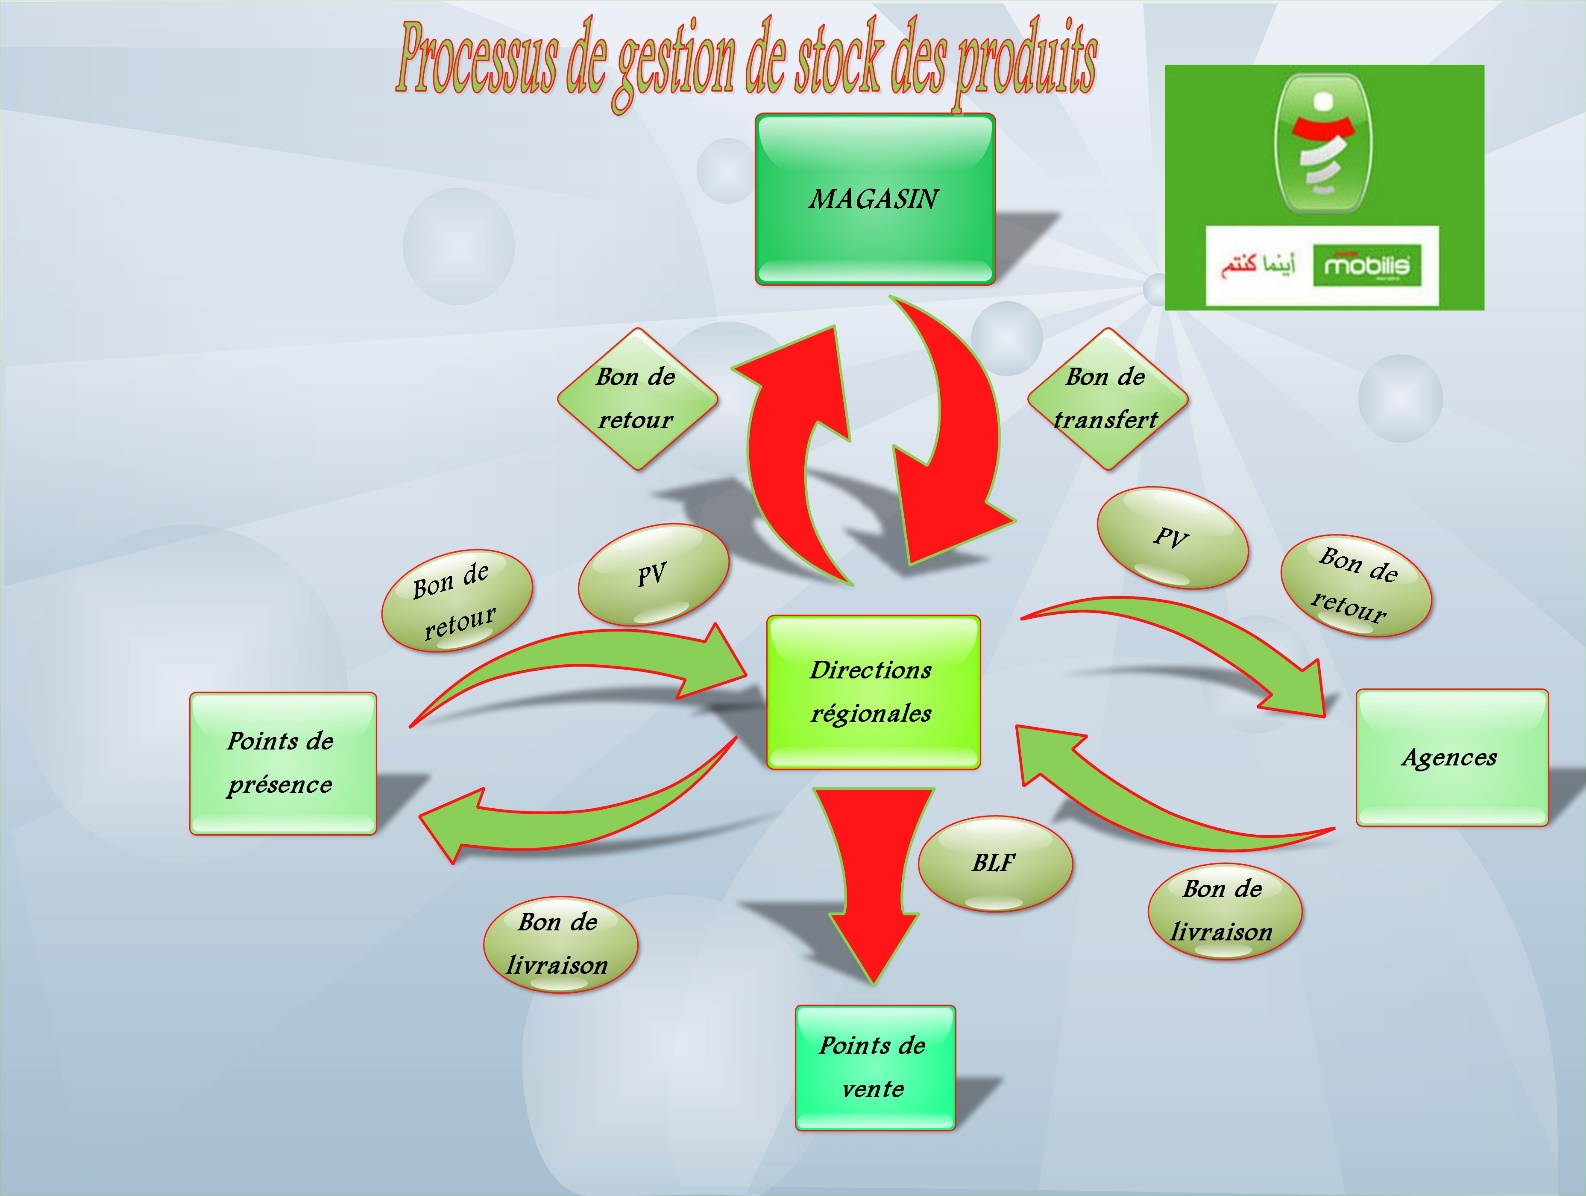 Processus de gestion de stock des produits
MAGASIN
أينما كنتم
mobilis
Bon de
retour
Bon de
transfert
Bon de
retour
PV
PV
Bon de
retour
Directions
régionales
Points de
présence
Agences
BLF
Bon de
livraison
Bon de
livraison
Points de
vente